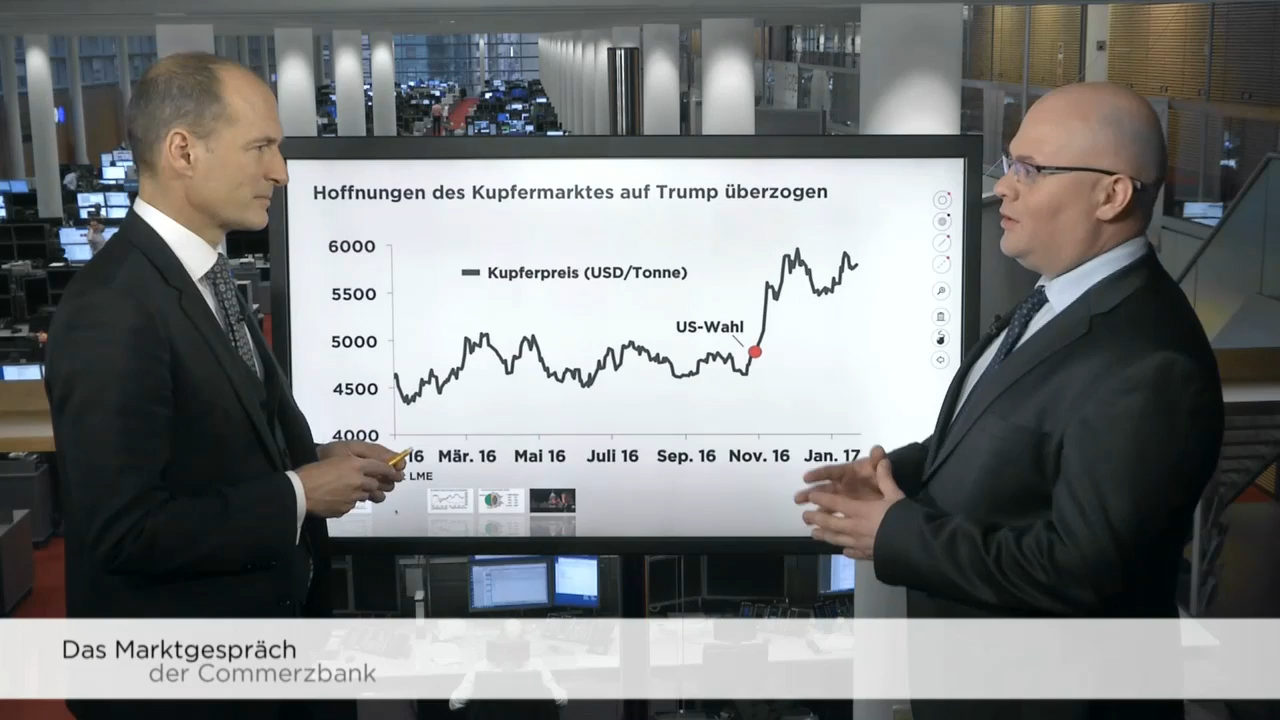 Hoffnungen des Kupfermarktes auf Trump überzogen
6000
Kupferpreis (USD/Tonne)
5500
US-Wahl
5000
4500
4000
16 Mär. 16 Mai 16 Juli 16 Sep. 16 Nov. 16 Jan. 17
: LME
Das Marktgespräch
der Commerzbank